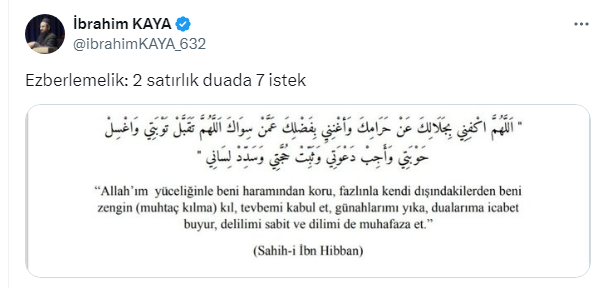 İbrahim KAYA
@ibrahimKAYA_632
Ezberlemelik: 2 satırlık duada 7 istek
" اَللَّهُمَّ اكْفِنِي بِجَلَالِكَ عَنْ حَرَامِكَ وَأَغْنِنِي بِفَضْلِكَ عَمَّنْ سِوَاكَ اَللَّهُمَّ تَقَبَّلْ تَوْبَتِي وَاغْسِلْ
حَوْبَتِي وَأَجِبْ دَعْوَتِي وَثَبِّتْ حُجَّتِي وَسَدِّدْ لِسَانِي "
“Allah’ım yüceliğinle beni haramından koru, fazlınla kendi dışındakilerden beni
zengin (muhtaç kılma) kıl, tevbemi kabul et, günahlarımı yıka, dualarıma icabet
buyur, delilimi sabit ve dilimi de muhafaza et.”
(Sahih-i İbn Hibban)